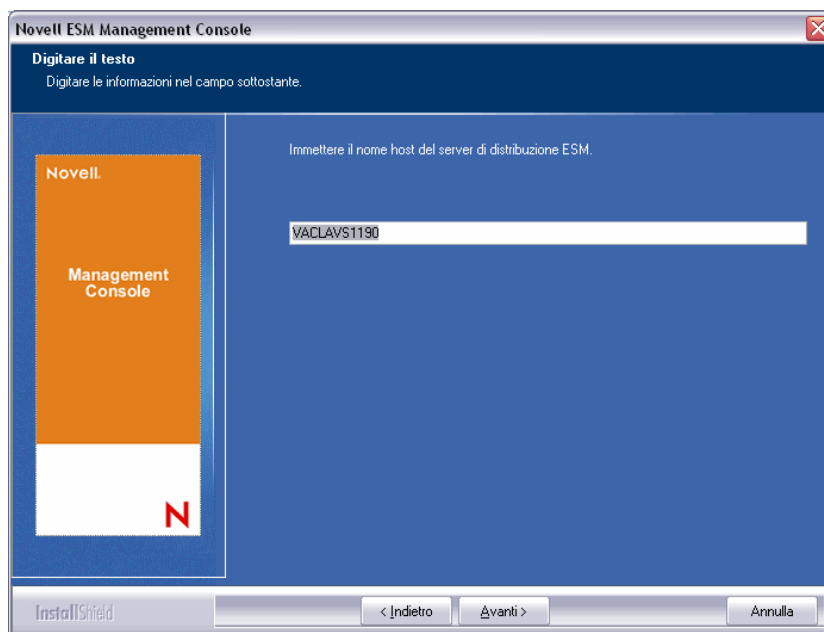 Novell ESM Management Console
Digitare il testo
Digitare le informazioni nel campo sottostante.
Novell.
Management
Console
N
Immettere il nome host del server di distribuzione ESM.
VACLAVS1190
InstallShield
< Indietro
Avanti >
Annulla